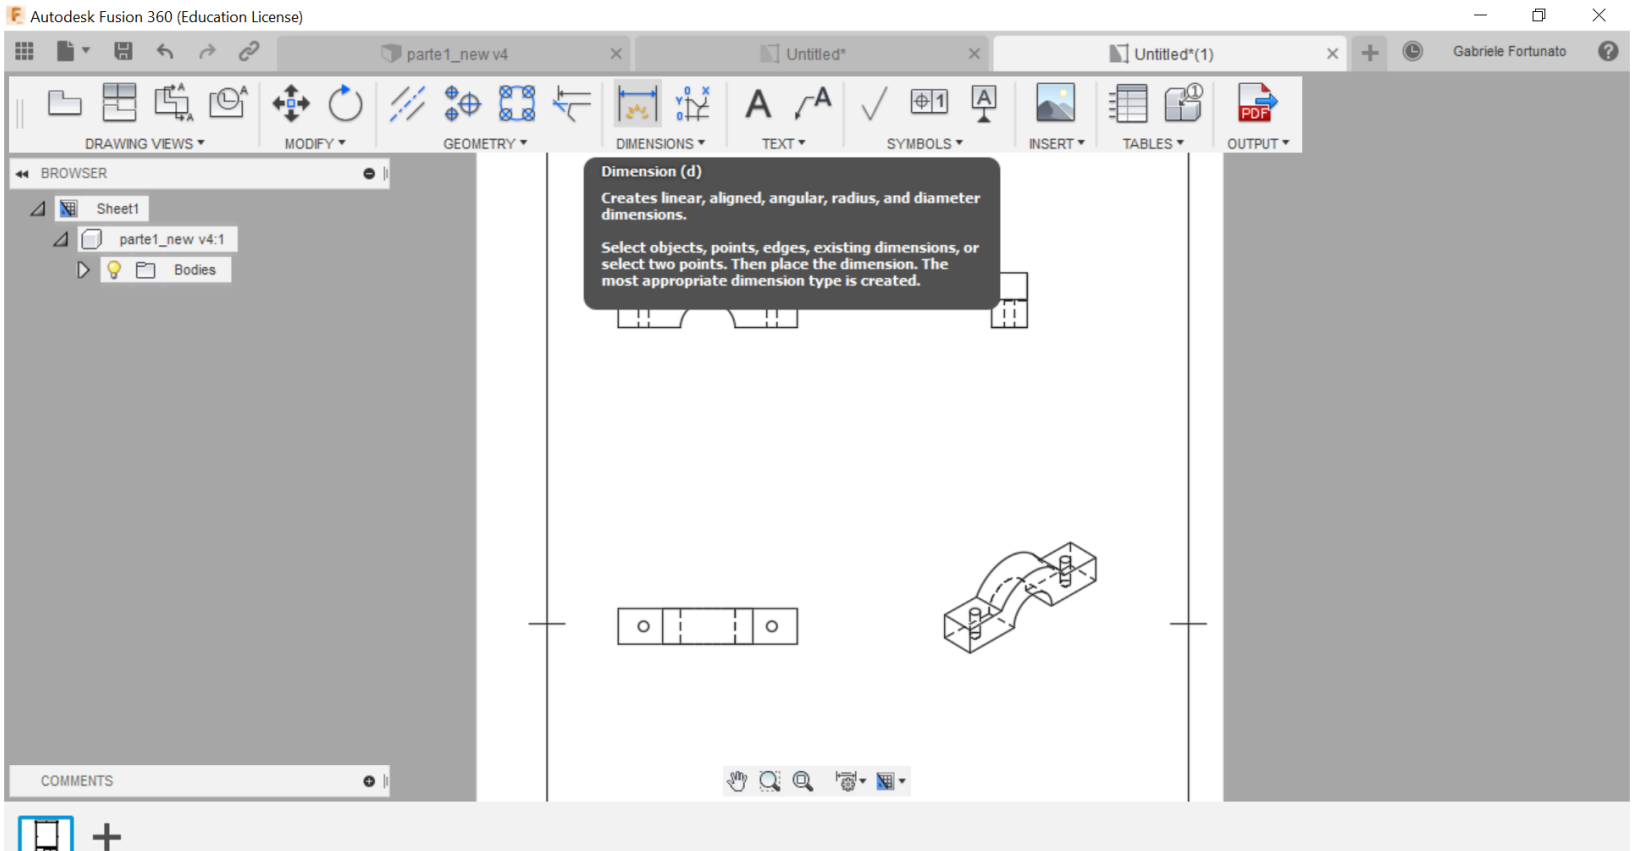 Autodesk Fusion 360 (Education License)
parte1_new v4
Untitled*
Untitled*(1)
Gabriele Fortunato
DRAWING VIEWS
MODIFY
GEOMETRY
DIMENSIONS
TEXT
SYMBOLS
INSERT
TABLES
OUTPUT
BROWSER
Sheet1
parte1_new v4:1
Bodies
Dimension (d)
Creates linear, aligned, angular, radius, and diameter
dimensions.
Select objects, points, edges, existing dimensions, or
select two points. Then place the dimension. The
most appropriate dimension type is created.
COMMENTS